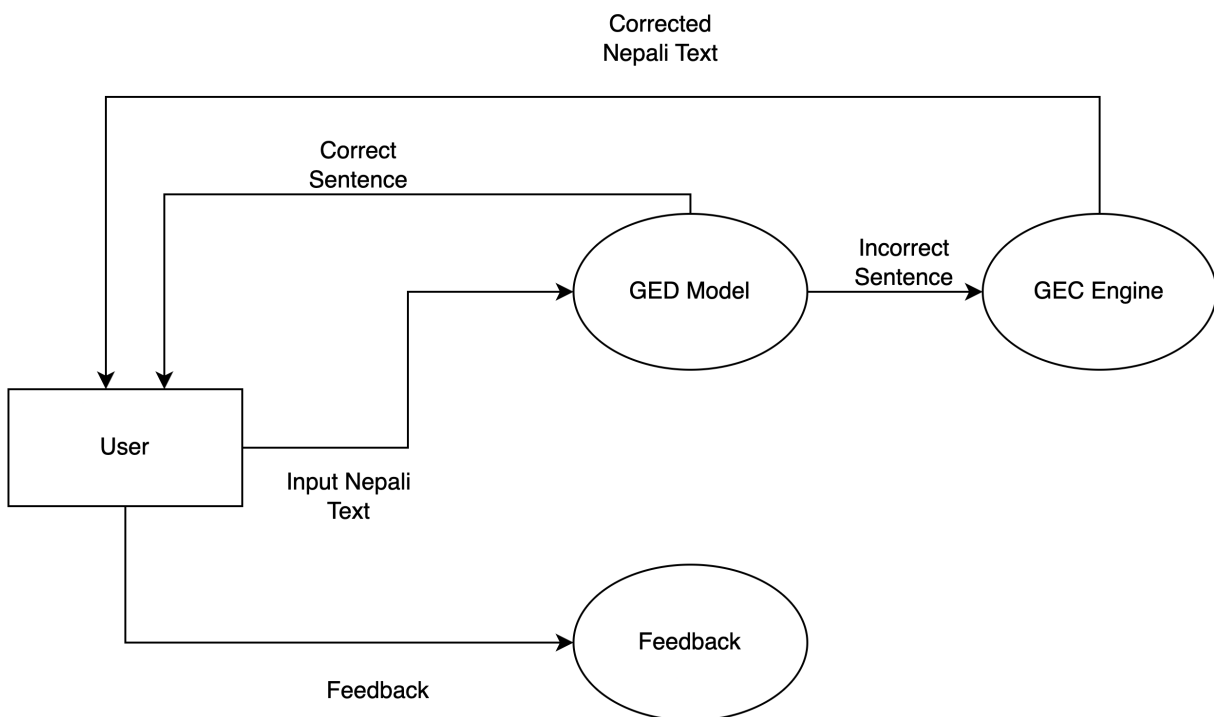 Corrected
Nepali Text
Correct
Sentence
Incorrect
Sentence
GED Model
GEC Engine
User
Input Nepali
Text
Feedback
Feedback